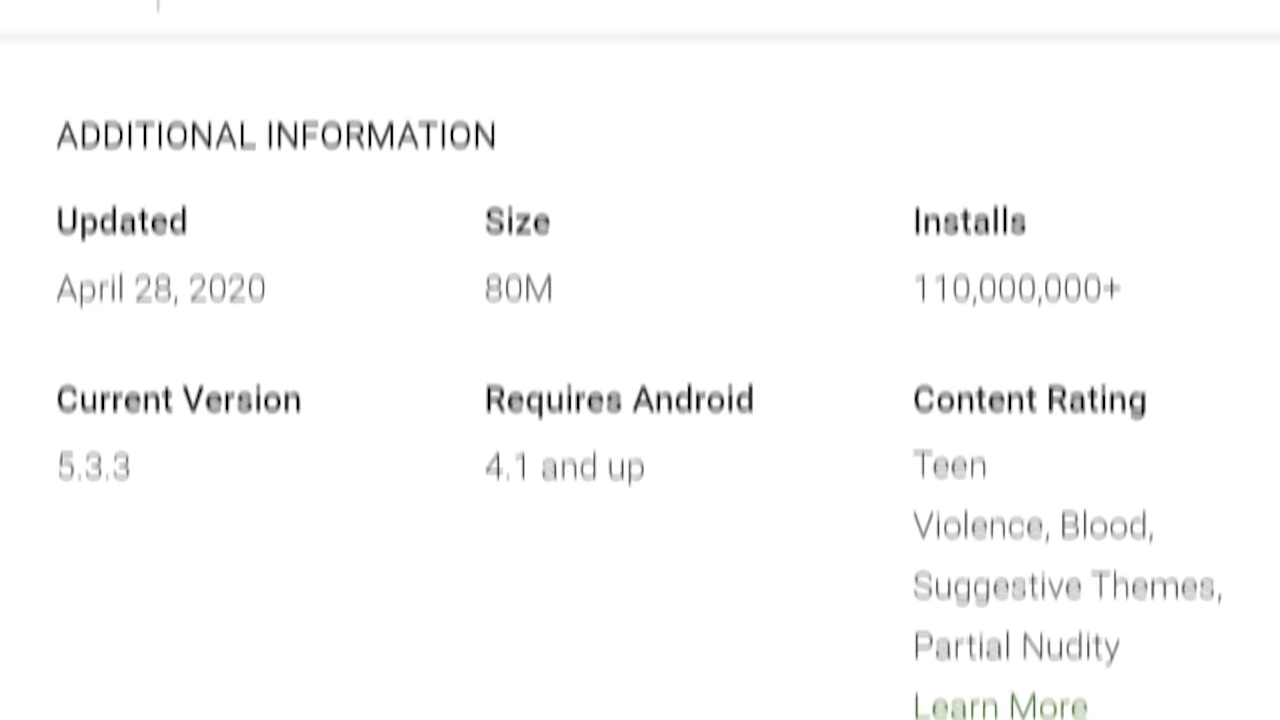 ADDITIONAL INFORMATION
Updated
Size
Installs
April 28, 2020
80M
110,000,000+
Current Version
Requires Android
Content Rating
5.3.3
4.1 and up
Teen
Violence, Blood,
Suggestive Themes,
Partial Nudity
Learn More